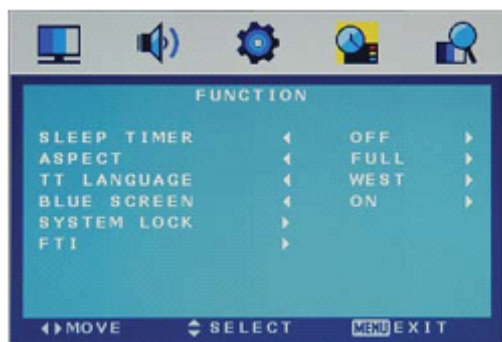 FUNCTION
SLEEP TIMER OFF
ASPECT FULL
TT LANGUAGE WEST
BLUE SCREEN ON
SYSTEM LOCK
FTI
MOVE SELECT MENU EXIT